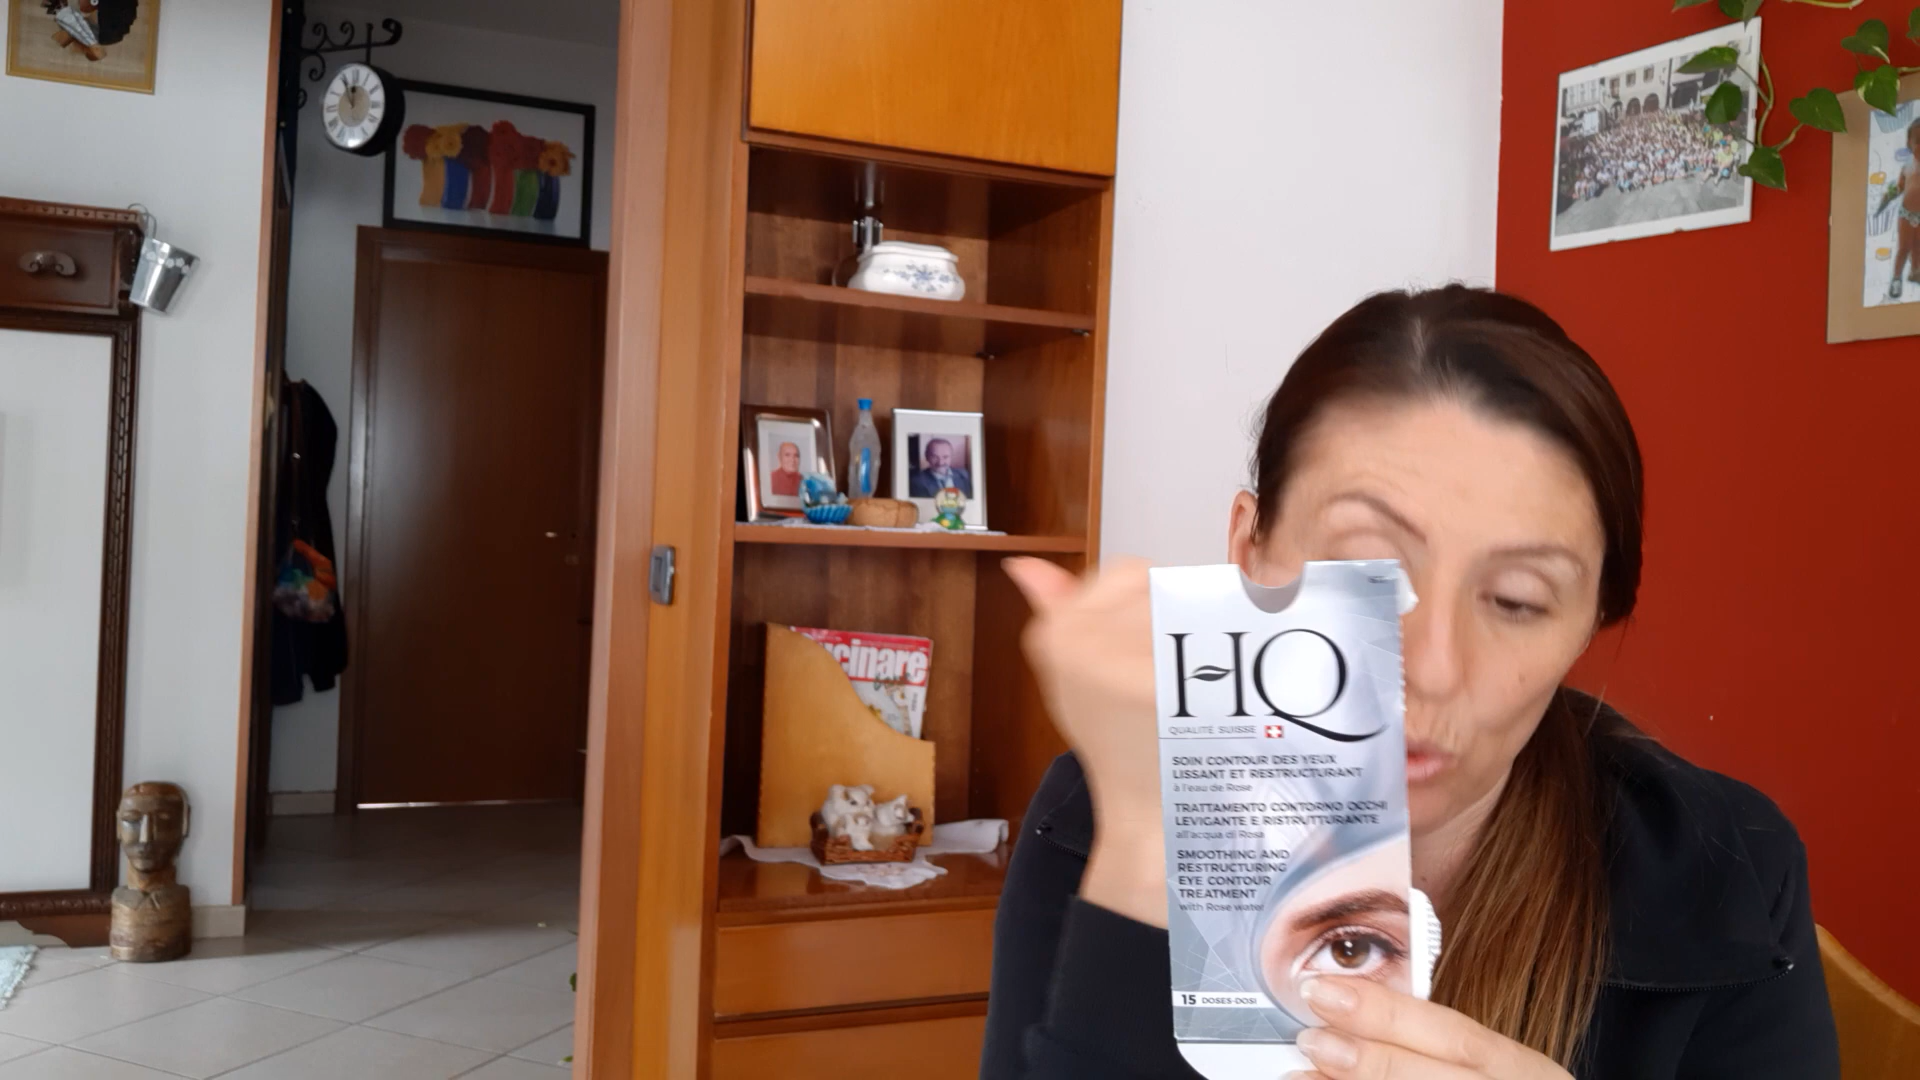 cinare
HQ
QUALITÉ SUISSE
SOIN CONTOUR DES YEUX
LISSANT ET RESTRUCTURANT
à l'eau de Rose
TRATTAMENTO CONTORNO OCCHI
LEVIGANTE E RISTRUTTURANTE
all'acqua di Rosa
SMOOTHING AND
RESTRUCTURING
EYE CONTOUR
TREATMENT
with Rose water
15 DOSES-DOSI